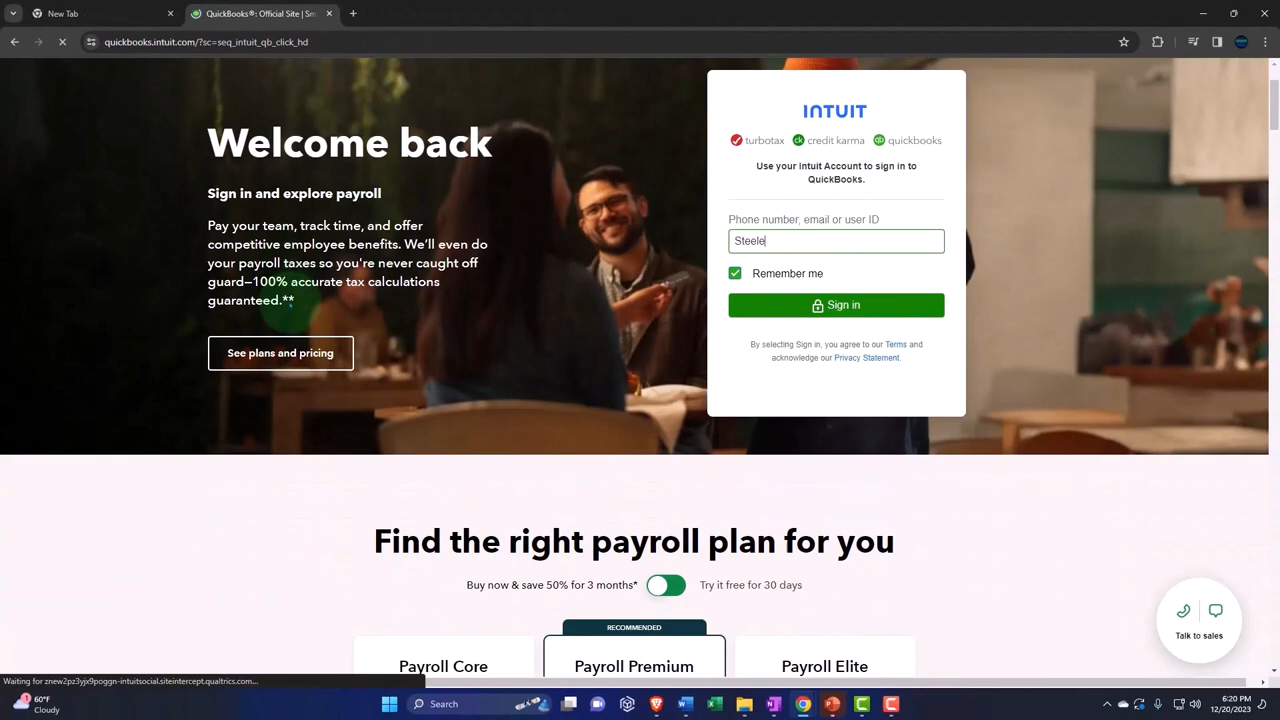 New Tab
QuickBooks®: Official Site | Sm
quickbooks.intuit.com/?sc=seq_intuit_qb_click_hd
Welcome back
Sign in and explore payroll
Pay your team, track time, and offer
competitive employee benefits. We'll even do
your payroll taxes so you're never caught off
guard—100% accurate tax calculations
guaranteed.**
See plans and pricing
INTUIT
turbotax ck credit karma qb quickbooks
Use your Intuit Account to sign in to
QuickBooks.
Phone number, email or user ID
Steele
Remember me
Sign in
By selecting Sign in, you agree to our Terms and
acknowledge our Privacy Statement.
Find the right payroll plan for you
Buy now & save 50% for 3 months*
Try it free for 30 days
RECOMMENDED
Payroll Core
Payroll Premium
Payroll Elite
Talk to sales
Waiting for znew2pz3yjx9poggn-intuitsocial.siteintercept.qualtrics.com...
1
60°F
Cloudy
Search
6:20 PM
12/20/2023